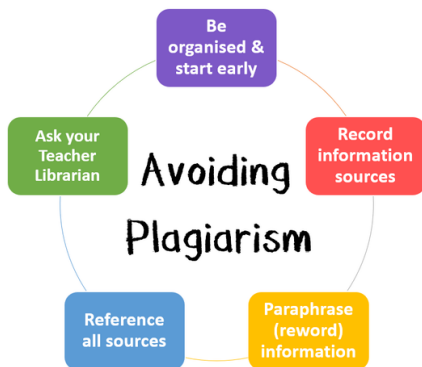 Be
organised &
start early
Record
information
sources
Paraphrase
(reword)
information
Reference
all sources
Ask your
Teacher
Librarian
Avoiding
Plagiarism